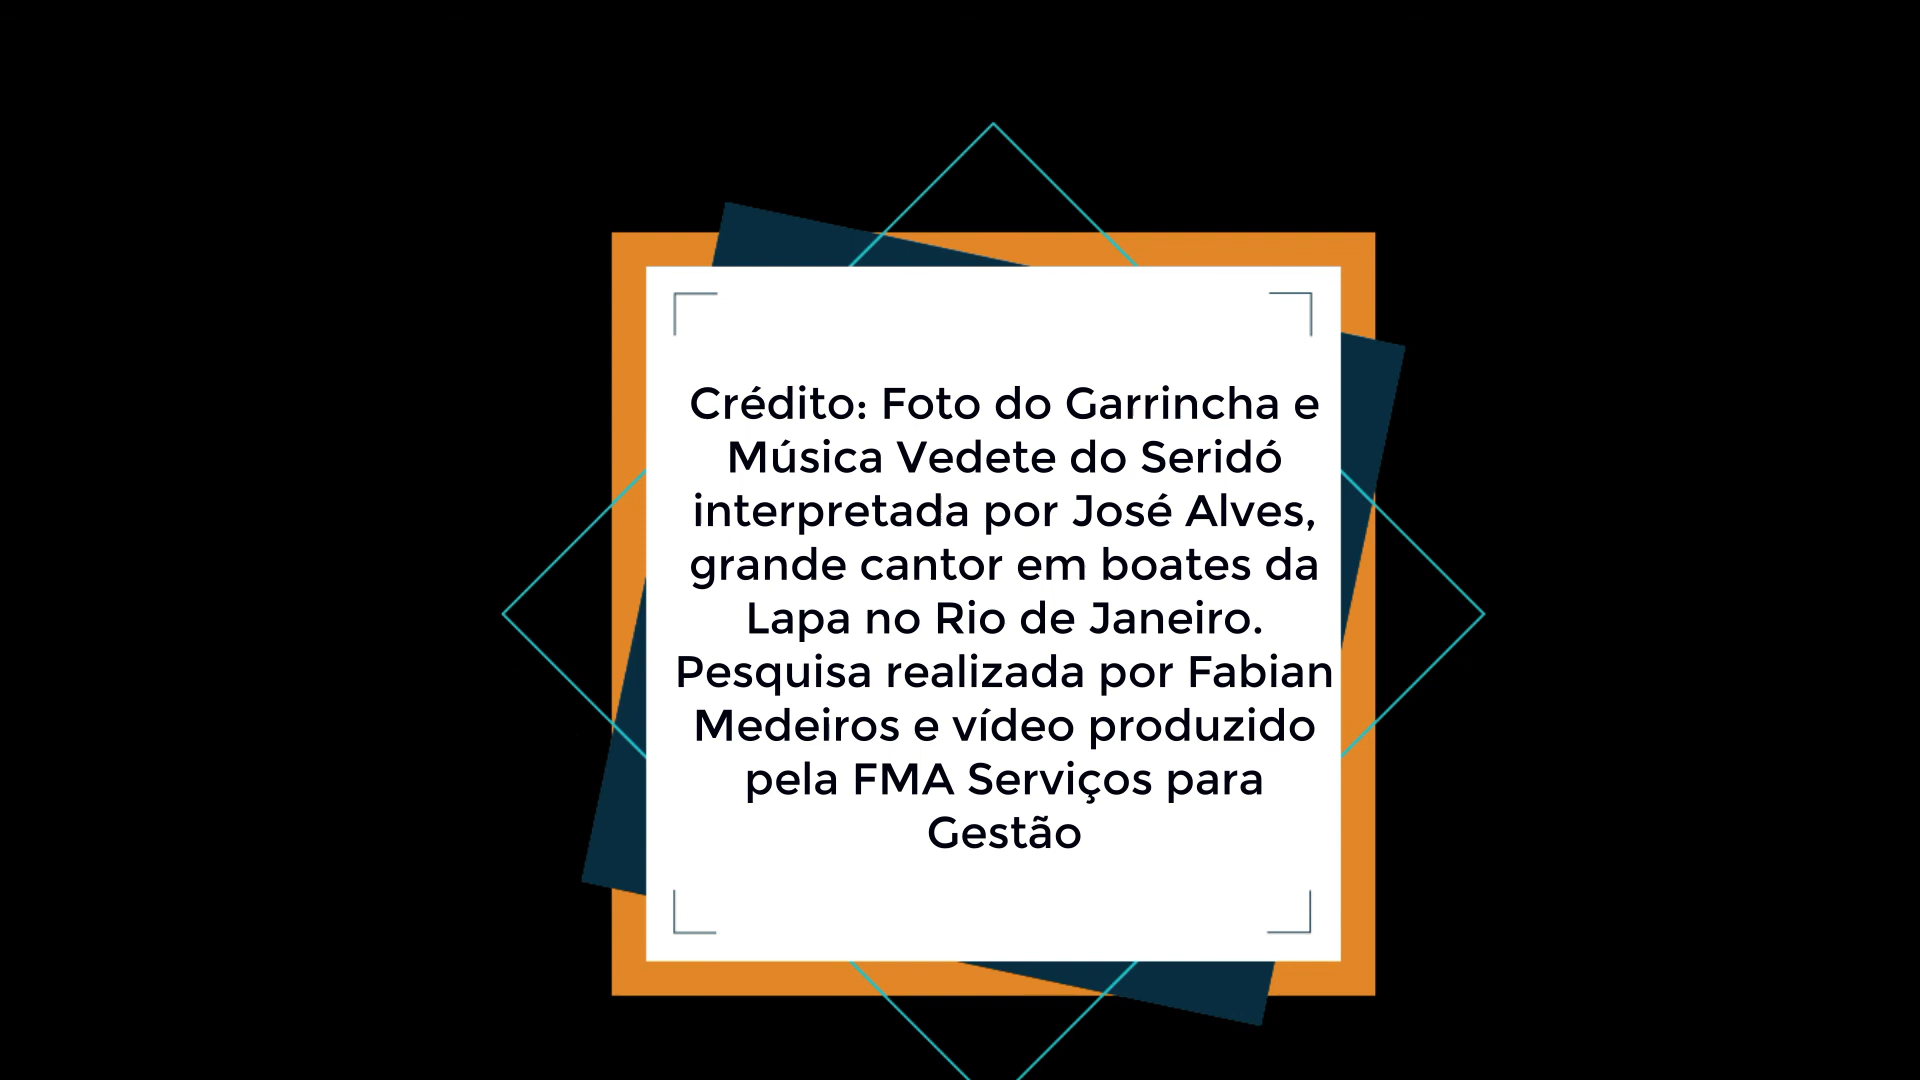 Crédito: Foto do Garrincha e
Música Vedete do Seridó
interpretada por José Alves,
grande cantor em boates da
Lapa no Rio de Janeiro.
Pesquisa realizada por Fabian
Medeiros e vídeo produzido
pela FMA Serviços para
Gestão